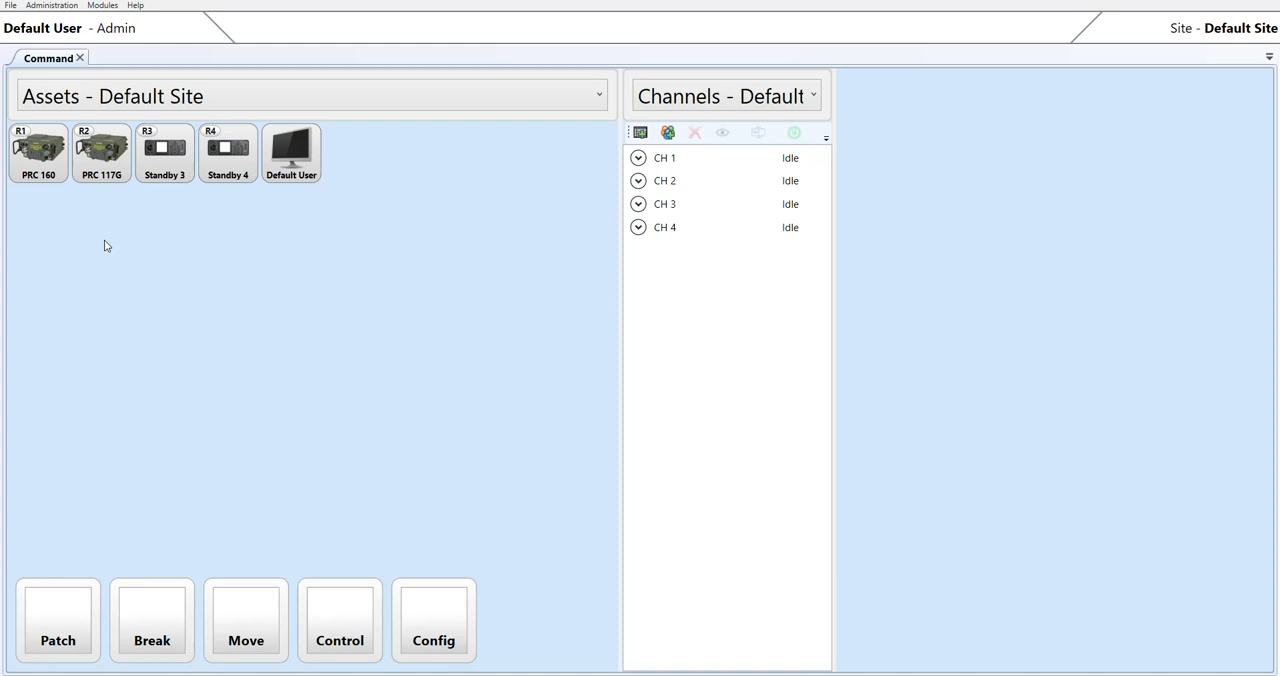 File Administration Modules Help
Default User - Admin
Site - Default Site
Command
Assets - Default Site
Channels - Default
R1 R2 R3 R4
PRC 160 PRC 117G Standby 3 Standby 4 Default User
CH 1 Idle
CH 2 Idle
CH 3 Idle
CH 4 Idle
Patch Break Move Control Config